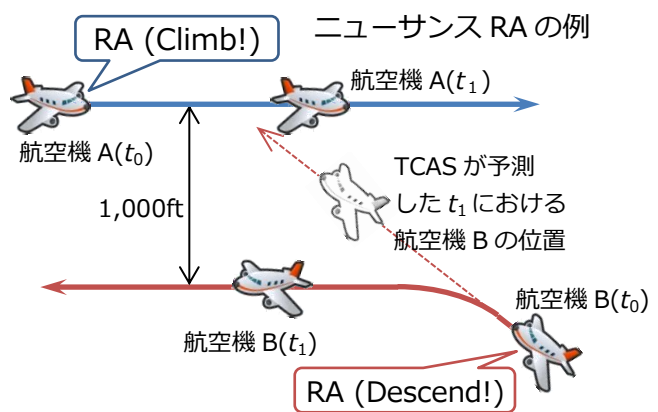 ニューサンス RA の例
RA (Climb!)
航空機 A(t₁)
航空機 A(t₀)
TCAS が予測
した t₁ における
航空機 B の位置
1,000ft
航空機 B(t₀)
航空機 B(t₁)
RA (Descend!)